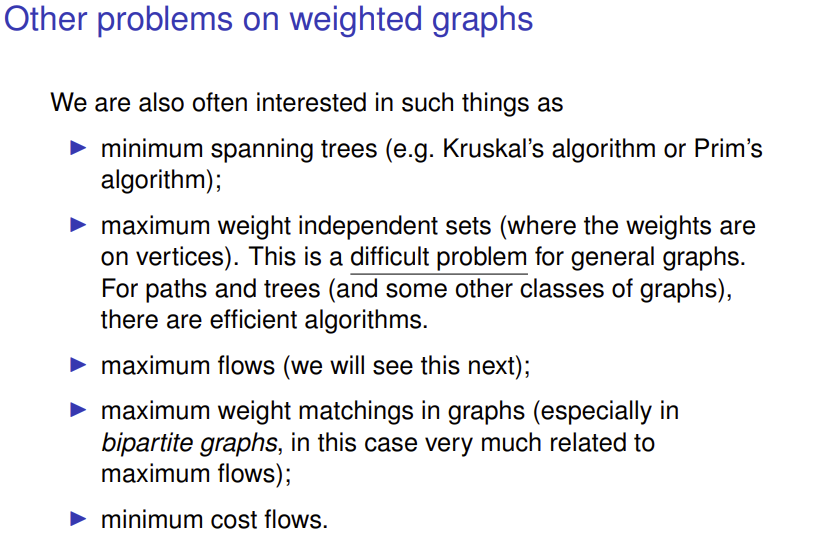 Other problems on weighted graphs
We are also often interested in such things as
▶ minimum spanning trees (e.g. Kruskal's algorithm or Prim's
algorithm);
▶ maximum weight independent sets (where the weights are
on vertices). This is a difficult problem for general graphs.
For paths and trees (and some other classes of graphs),
there are efficient algorithms.
▶ maximum flows (we will see this next);
▶ maximum weight matchings in graphs (especially in
bipartite graphs, in this case very much related to
maximum flows);
▶ minimum cost flows.